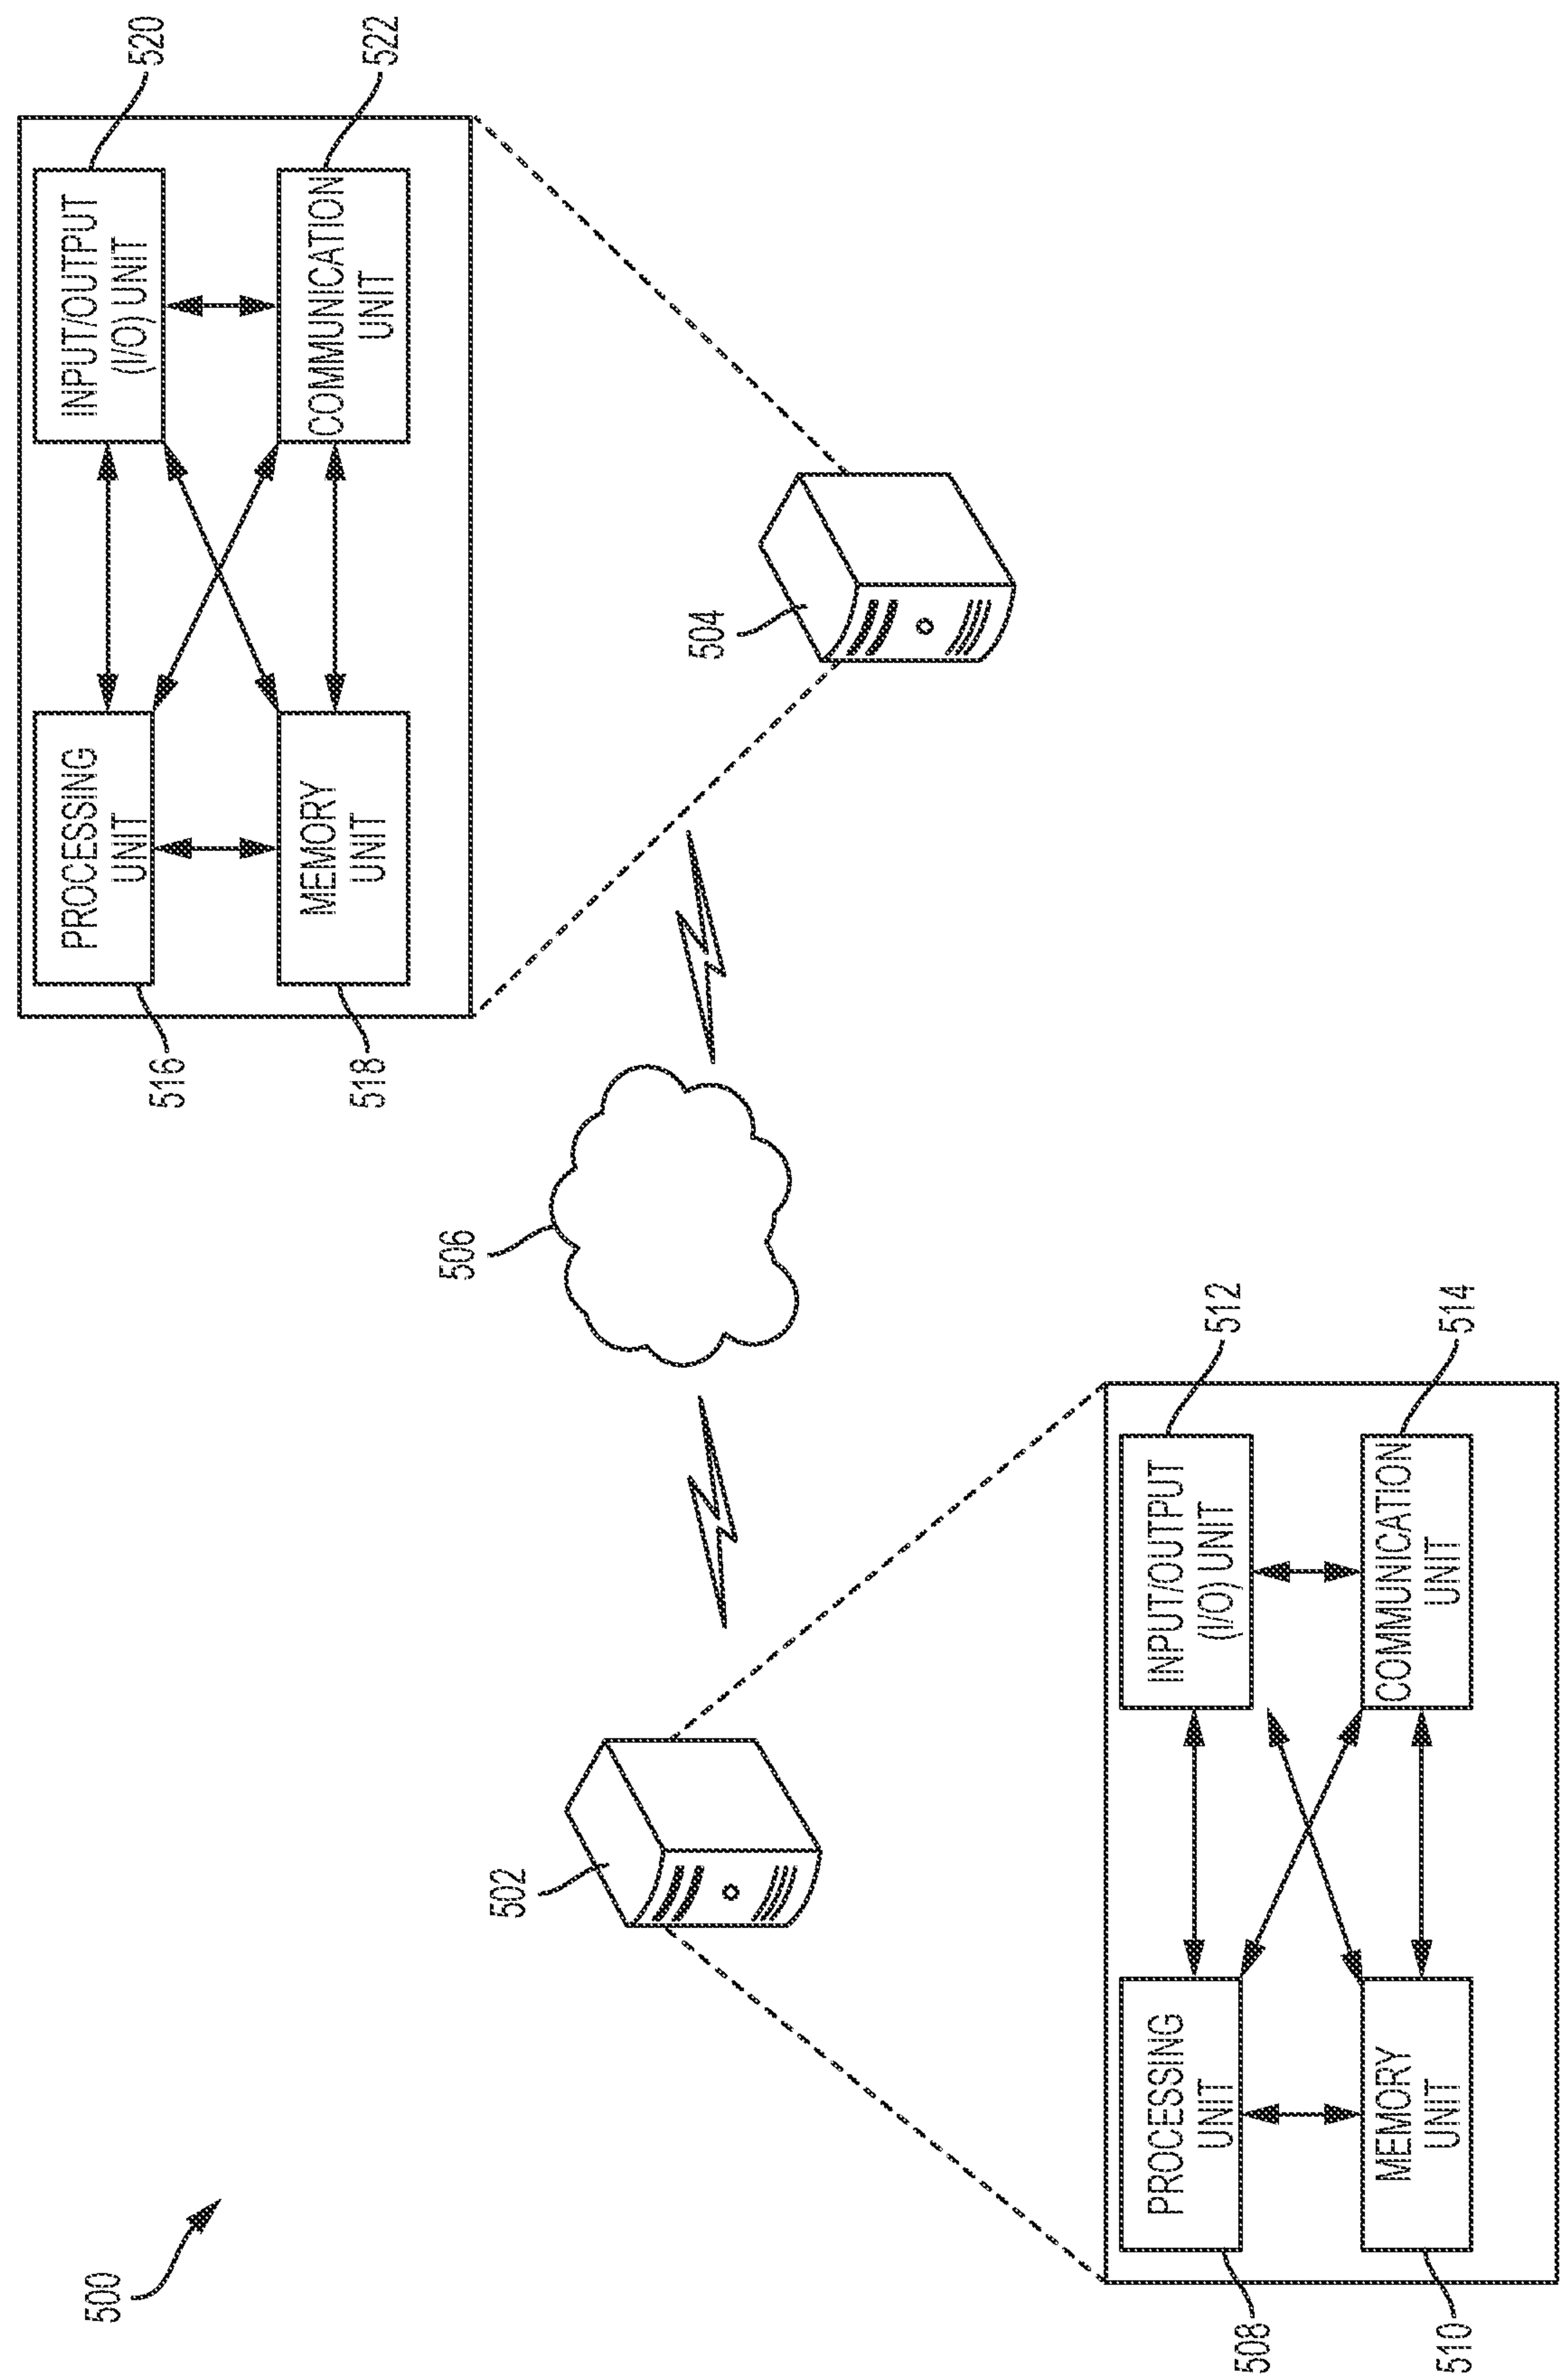 500
516
PROCESSING
UNIT
INPUT/OUTPUT
(I/O) UNIT
520
518
MEMORY
UNIT
COMMUNICATION
UNIT
522
506
502
504
508
PROCESSING
UNIT
INPUT/OUTPUT
(I/O) UNIT
512
510
MEMORY
UNIT
COMMUNICATION
UNIT
514